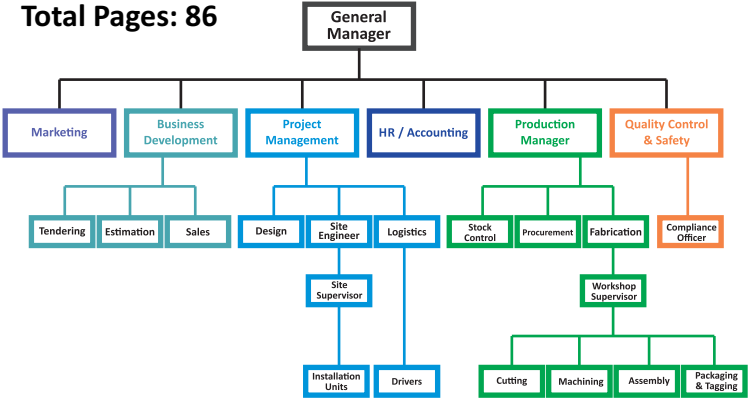 Total Pages: 86
General
Manager
Marketing
Business
Development
Project
Management
HR / Accounting
Production
Manager
Quality Control
& Safety
Tendering
Estimation
Sales
Design
Site
Engineer
Logistics
Stock
Control
Procurement
Fabrication
Compliance
Officer
Site
Supervisor
Workshop
Supervisor
Installation
Units
Drivers
Cutting
Machining
Assembly
Packaging
& Tagging